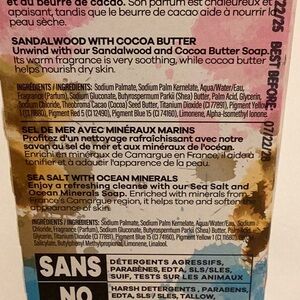 et du beurre de cacao. Son parfum est chaleureux et
apaisant, tandis que le beurre de cacao aide à nourrir la
peau sèche.
SANDALWOOD WITH COCOA BUTTER
Unwind with our Sandalwood and Cocoa Butter Soap.
Its warm fragrance is very soothing, while cocoa butter
helps nourish dry skin.
INGRÉDIENTS / INGREDIENTS: Sodium Palmate, Sodium Palm Kernelate, Aqua/Water/Eau,
Fragrance (Parfum), Sodium Gluconate, Butyrospermum Parkii (Shea) Butter, Palm Acid, Glycerin,
Sodium Chloride, Theobroma Cacao (Cocoa) Seed Butter, Titanium Dioxide (CI 77891), Pigment
Pigment Red 5 (CI 12490), Pigment Blue 15 (CI 74160), Limonene, Alpha-Isomethyl Ionone.
SEL DE MER AVEC MINÉRAUX MARINS
Profitez d'un nettoyage rafraîchissant avec notre
savon au sel de mer et aux minéraux de l'océan.
Enrichi de minéraux de Camargue en France, il aide à
tonifier et à adoucir l'apparence de la peau.
SEA SALT WITH OCEAN MINERALS
Enjoy a refreshing cleanse with our Sea Salt and
Ocean Minerals Soap. Enriched with minerals from
Camargue region, it helps tone and soften the
appearance of skin.
INGRÉDIENTS / INGREDIENTS: Sodium Palmate, Sodium Palm Kernelate, Aqua/Water/Eau, Sodium
Chloride, Fragrance (Parfum), Sodium Gluconate, Butyrospermum Parkii (Shea) Butter, Palm Acid,
Glycerin, Titanium Dioxide (CI 77891), Pigment Yellow 1 (CI 11680), Pigment Blue 15 (CI 74160),
Salicylate, Butylphenyl Methylpropional, Limonene, Linalool.
SANS
DÉTERGENTS AGRESSIFS,
PARABÈNES, EDTA, SLS/SLES,
SUIF, TESTS SUR LES ANIMAUX
NO
HARSH DETERGENTS, PARABENS,
EDTA, SLS/ SLES, TALLOW,
22/25
BEST BEFORE: 07/22/28